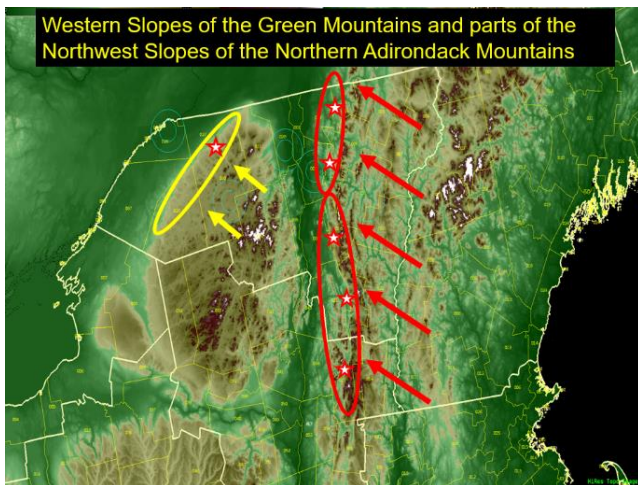 Western Slopes of the Green Mountains and parts of the
Northwest Slopes of the Northern Adirondack Mountains